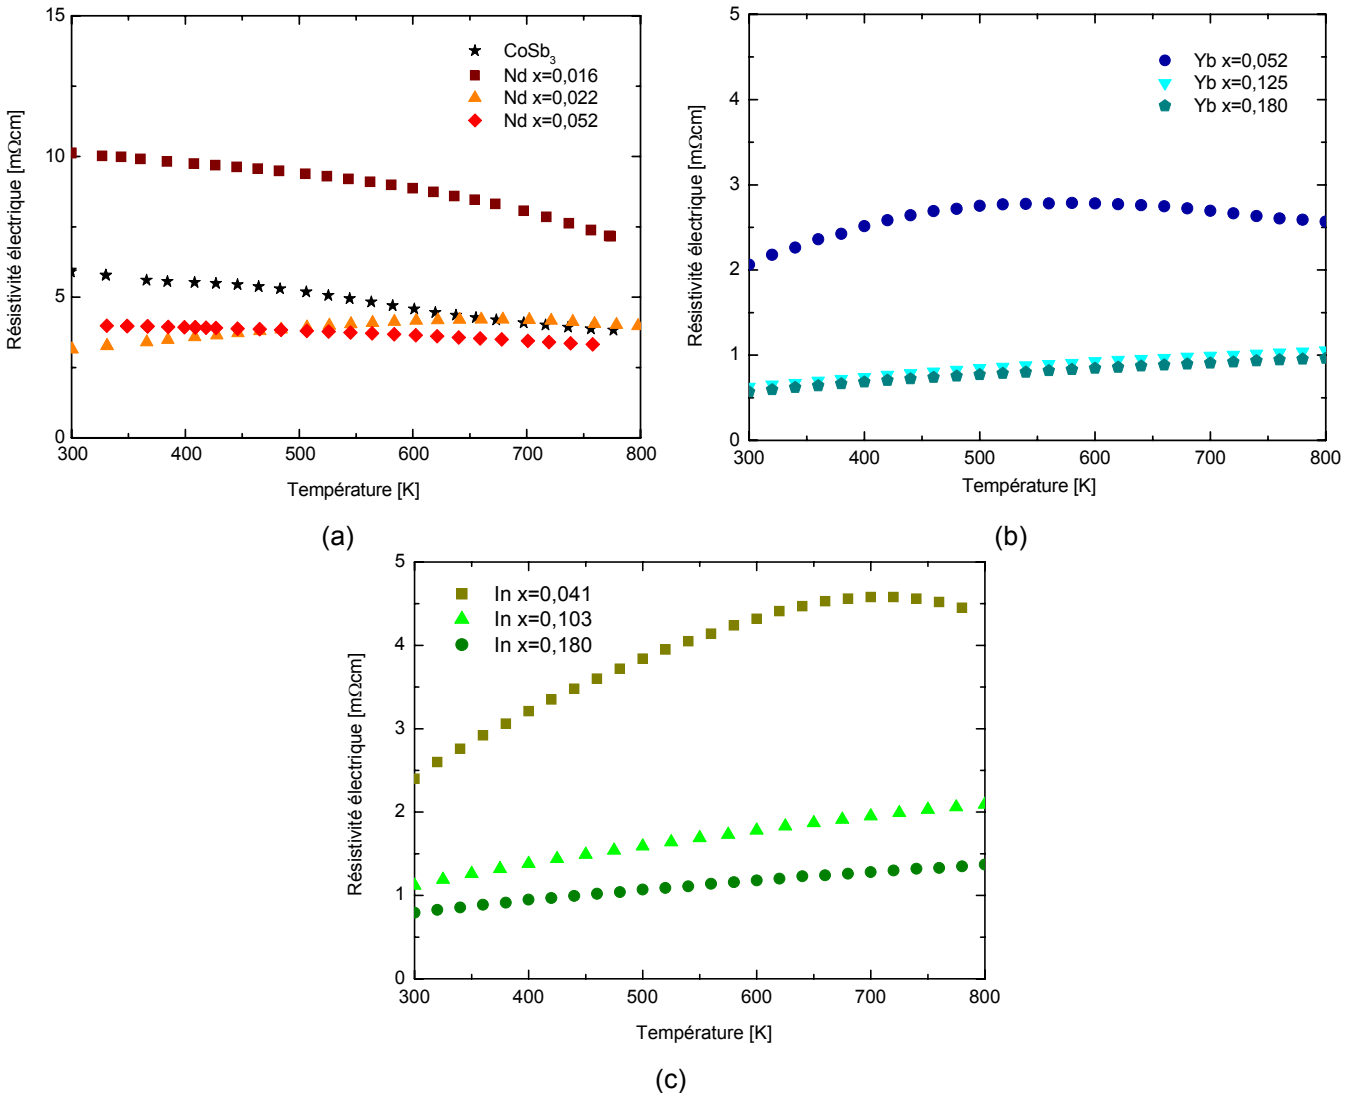 15
10
5
0
Résistivité électrique [mΩcm]
CoSb₃
Nd x=0,016
Nd x=0,022
Nd x=0,052
300 400 500 600 700 800
Température [K]
(a)
5
4
3
2
1
0
Résistivité électrique [mΩcm]
Yb x=0,052
Yb x=0,125
Yb x=0,180
300 400 500 600 700 800
Température [K]
(b)
5
4
3
2
1
0
Résistivité électrique [mΩcm]
In x=0,041
In x=0,103
In x=0,180
300 400 500 600 700 800
Température [K]
(c)